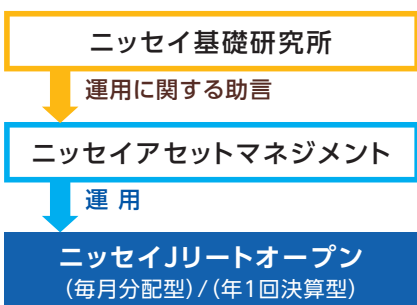 ニッセイ基礎研究所
運用に関する助言
ニッセイアセットマネジメント
運 用
ニッセイJリートオープン
(毎月分配型)/(年1回決算型)